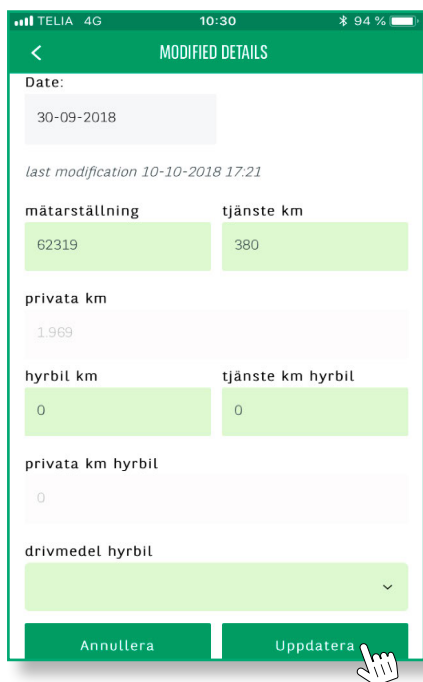 TELIA 4G 10:30 94 %
MODIFIED DETAILS
Date:
30-09-2018
last modification 10-10-2018 17:21
mätarställning tjänste km
62319 380
privata km
1.969
hyrbil km tjänste km hyrbil
0 0
privata km hyrbil
0
drivmedel hyrbil
Annullera Uppdatera